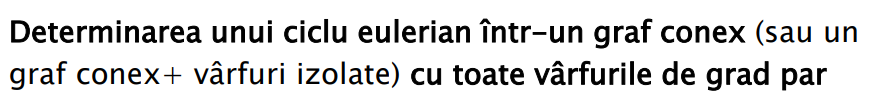 Determinarea unui ciclu eulerian într-un graf conex (sau un
graf conex+ vârfuri izolate) cu toate vârfurile de grad par